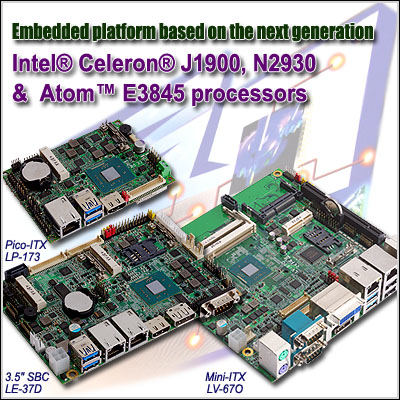 Embedded platform based on the next generation
Intel® Celeron® J1900, N2930
& Atom™ E3845 processors
Pico-ITX
LP-173
3.5" SBC
LE-37D
Mini-ITX
LV-67O